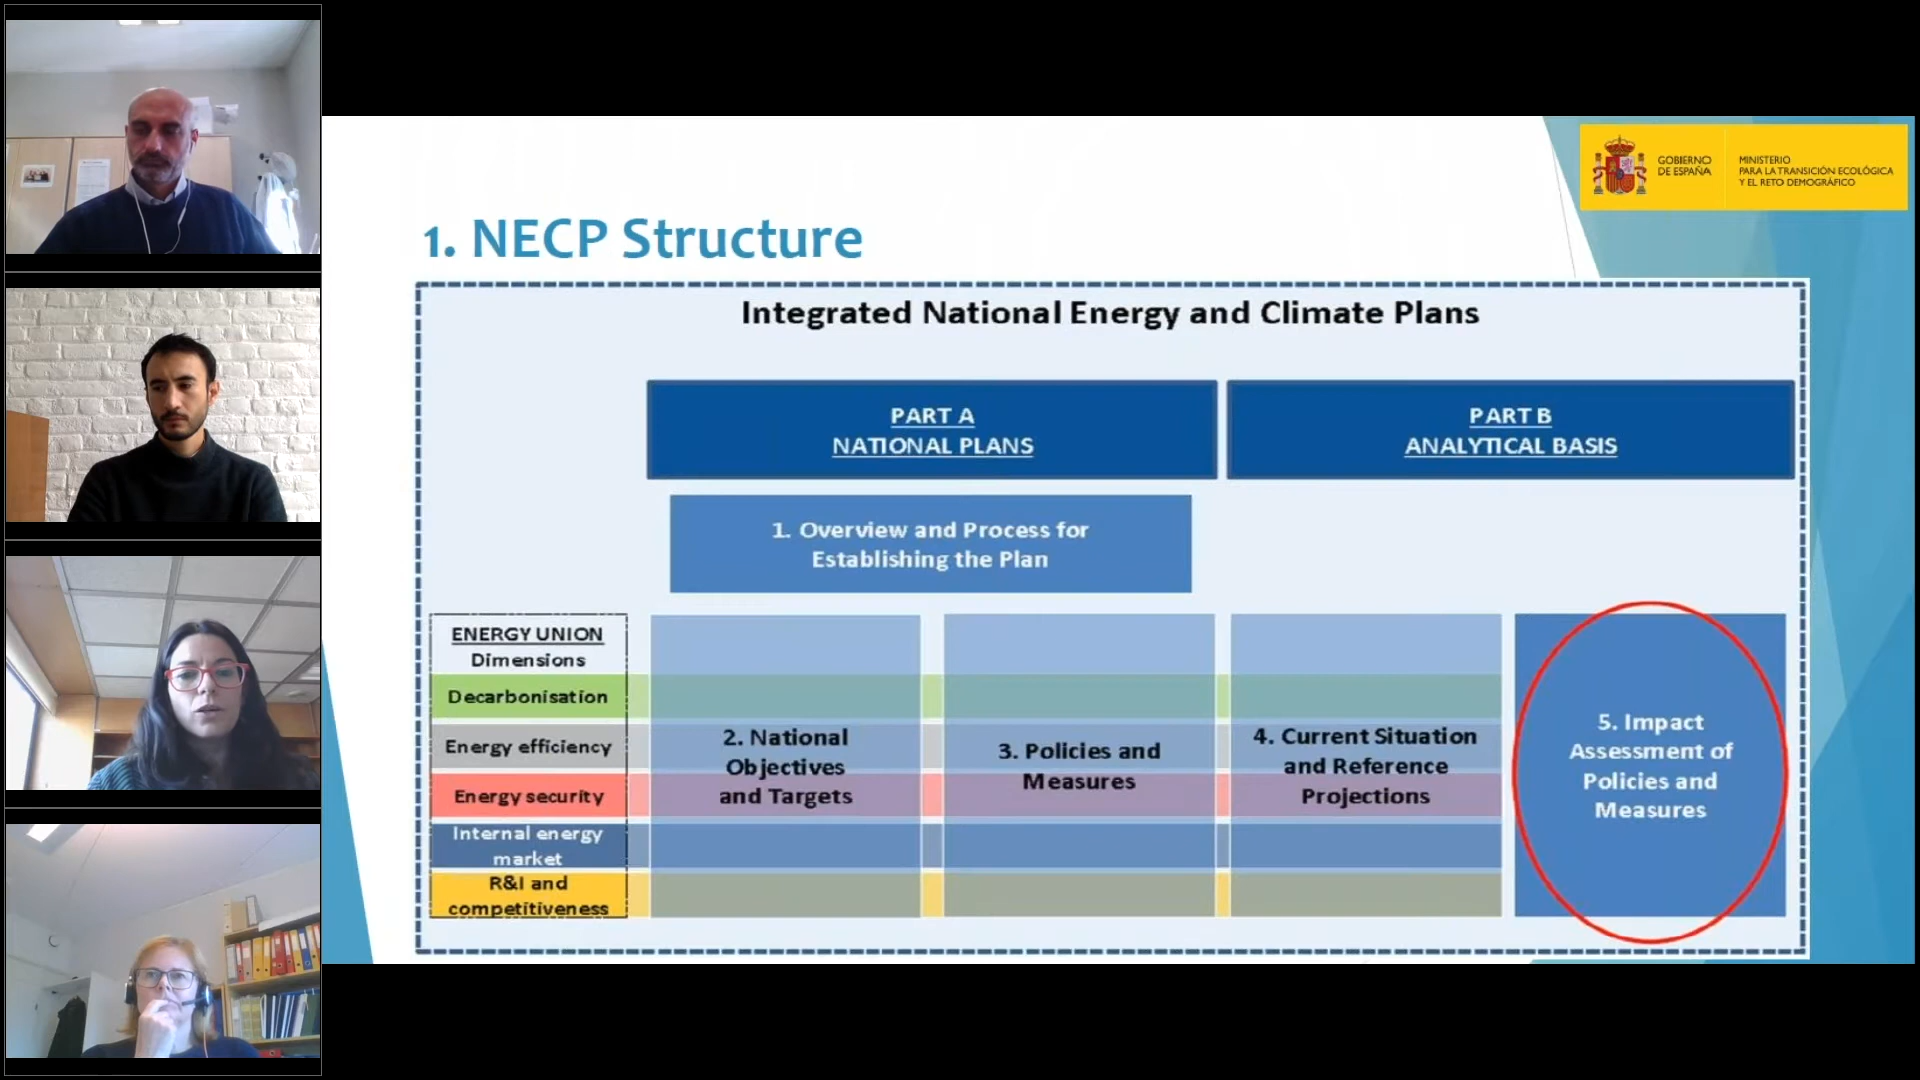 GOBIERNO
DE ESPAÑA
MINISTERIO
PARA LA TRANSICIÓN ECOLÓGICA
Y EL RETO DEMOGRÁFICO
1. NECP Structure
Integrated National Energy and Climate Plans
PART A
NATIONAL PLANS
PART B
ANALYTICAL BASIS
1. Overview and Process for
Establishing the Plan
ENERGY UNION
Dimensions
Decarbonisation
Energy efficiency
Energy security
Internal energy
market
R&I and
competitiveness
2. National
Objectives
and Targets
3. Policies and
Measures
4. Current Situation
and Reference
Projections
5. Impact
Assessment of
Policies and
Measures